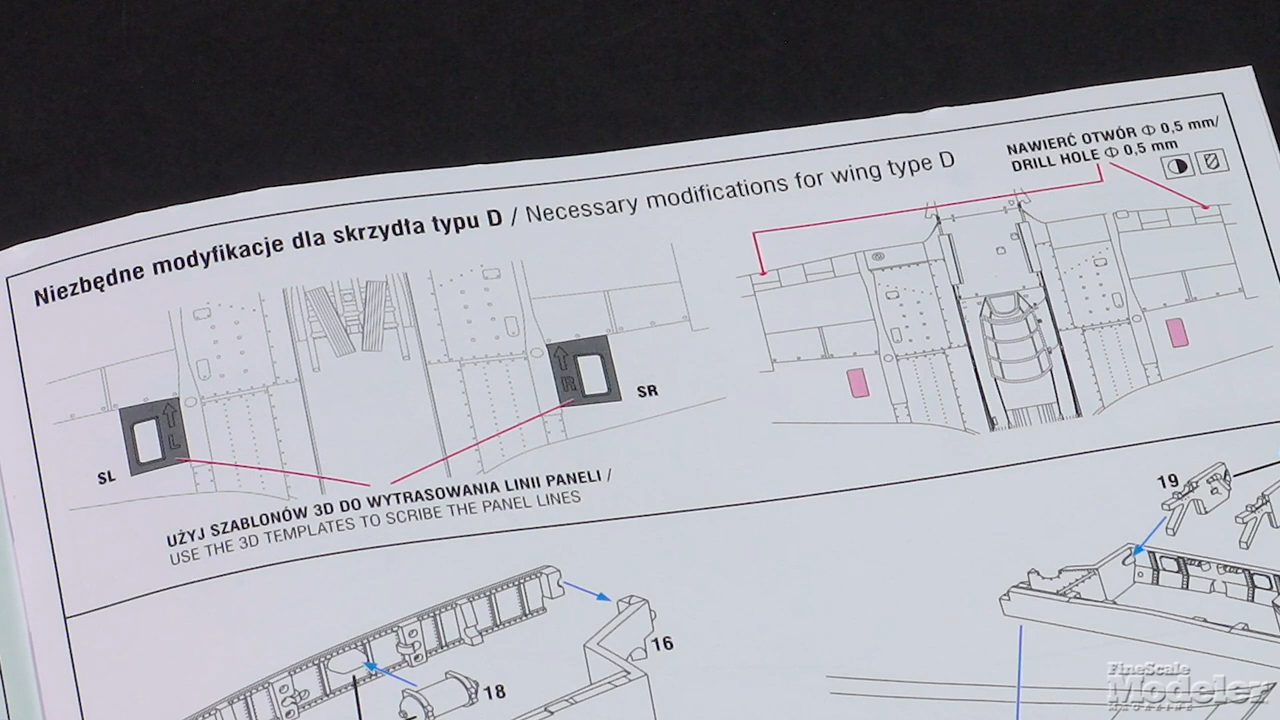 Niezbędne modyfikacje dla skrzydła typu D / Necessary modifications for wing type D
NAWIERĆ OTWÓR Φ 0,5 mm/
DRILL HOLE Φ 0,5 mm
L
SL
R
SR
UŻYJ SZABLONÓW 3D DO WYTRASOWANIA LINII PANELI /
USE THE 3D TEMPLATES TO SCRIBE THE PANEL LINES
16
18
19
FineScale
Modeler
MAGAZINE